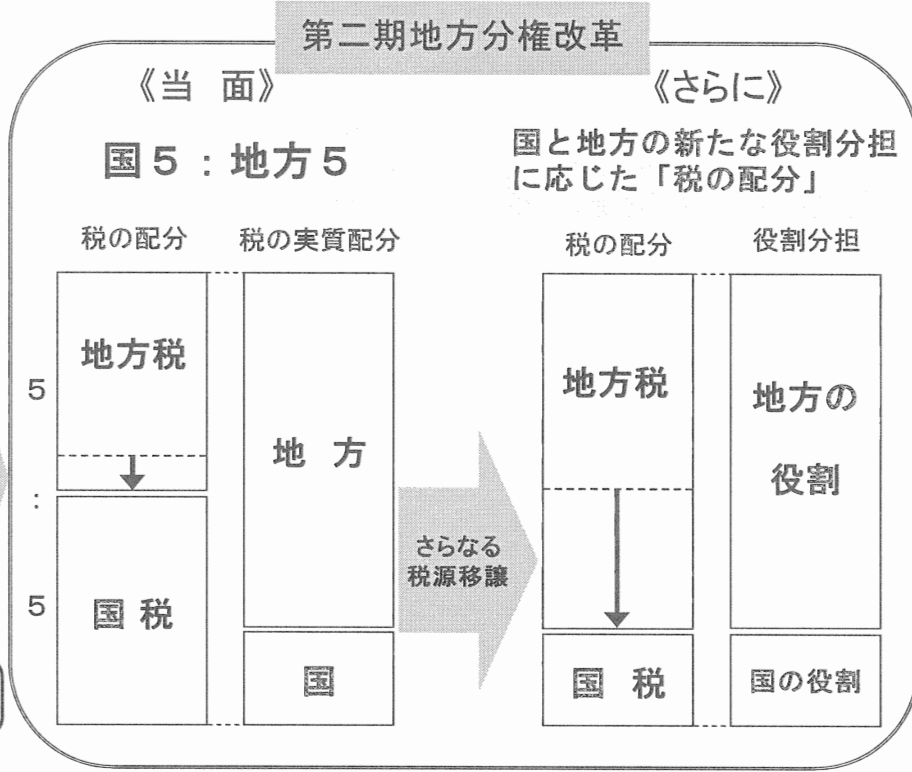 第二期地方分権改革
《当 面》
国5:地方5
税の配分
税の実質配分
5
:
5
地方税
国税
地 方
国
さらなる
税源移譲
《さらに》
国と地方の新たな役割分担
に応じた「税の配分」
税の配分
役割分担
地方税
国 税
地方の
役割
国の役割